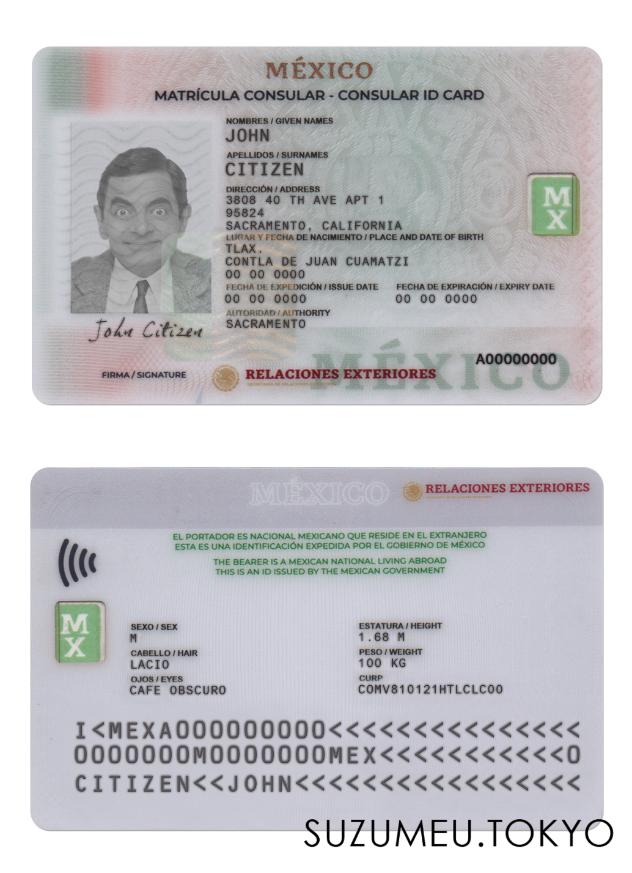 MÉXICO
MATRÍCULA CONSULAR - CONSULAR ID CARD
NOMBRES / GIVEN NAMES
JOHN
APELLIDOS / SURNAMES
CITIZEN
DIRECCIÓN / ADDRESS
3808 40 TH AVE APT 1
95824
SACRAMENTO, CALIFORNIA
LUGAR Y FECHA DE NACIMIENTO / PLACE AND DATE OF BIRTH
TLAX.
CONTLA DE JUAN CUAMATZI
00 00 0000
FECHA DE EXPEDICIÓN / ISSUE DATE FECHA DE EXPIRACIÓN / EXPIRY DATE
00 00 0000 00 00 0000
AUTORIDAD / AUTHORITY
SACRAMENTO
MX
John Citizen
FIRMA / SIGNATURE
RELACIONES EXTERIORES
A00000000
MÉXICO
MÉXICO
RELACIONES EXTERIORES
EL PORTADOR ES NACIONAL MEXICANO QUE RESIDE EN EL EXTRANJERO
ESTA ES UNA IDENTIFICACIÓN EXPEDIDA POR EL GOBIERNO DE MÉXICO
THE BEARER IS A MEXICAN NATIONAL LIVING ABROAD
THIS IS AN ID ISSUED BY THE MEXICAN GOVERNMENT
MX
SEXO / SEX ESTATURA / HEIGHT
M 1.68 M
CABELLO / HAIR PESO / WEIGHT
LACIO 100 KG
OJOS / EYES CURP
CAFE OBSCURO COMV810121HTLCLC00
I<MEXA000000000<<<<<<<<<<<<<<<
0000000M0000000MEX<<<<<<<<<<<0
CITIZEN<<JOHN<<<<<<<<<<<<<<<<<
SUZUMEU.TOKYO